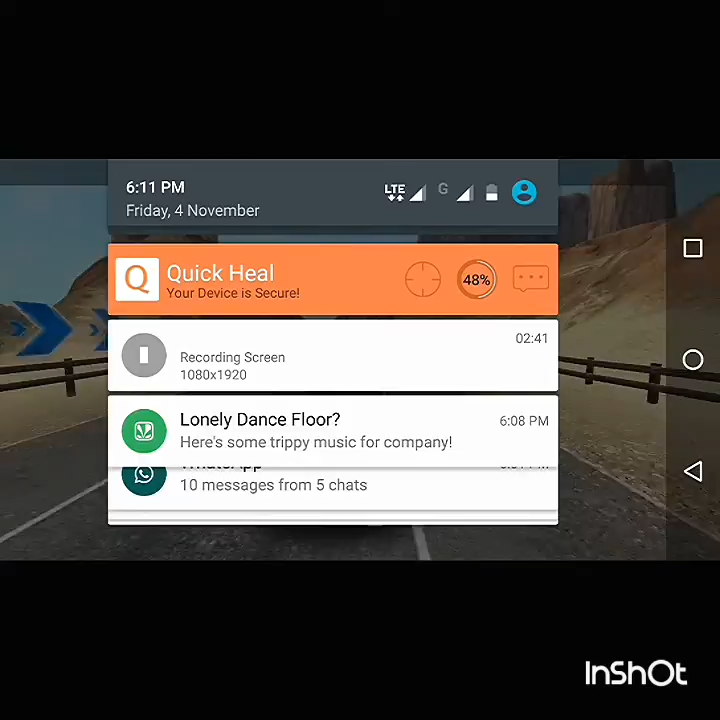 6:11 PM
LTE G
Friday, 4 November
Q Quick Heal
Your Device is Secure!
48%
02:41
Recording Screen
1080x1920
Lonely Dance Floor?
6:08 PM
Here's some trippy music for company!
WhatsApp
10 messages from 5 chats
InShOt